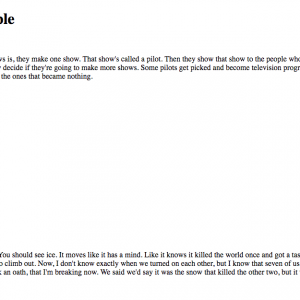 ple
ws is, they make one show. That show's called a pilot. Then they show that show to the people who
decide if they're going to make more shows. Some pilots get picked and become television progr
the ones that became nothing.
You should see ice. It moves like it has a mind. Like it knows it killed the world once and got a tas
o climb out. Now, I don't know exactly when we turned on each other, but I know that seven of us
k an oath, that I'm breaking now. We said we'd say it was the snow that killed the other two, but it